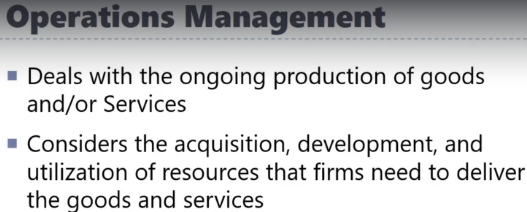 Operations Management
Deals with the ongoing production of goods
and/or Services
Considers the acquisition, development, and
utilization of resources that firms need to deliver
the goods and services